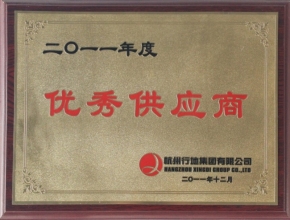 二〇一一年度
优秀供应商
杭州行地集团有限公司
HANGZHOU XINGDI GROUP CO.,LTD
二〇一一年十二月